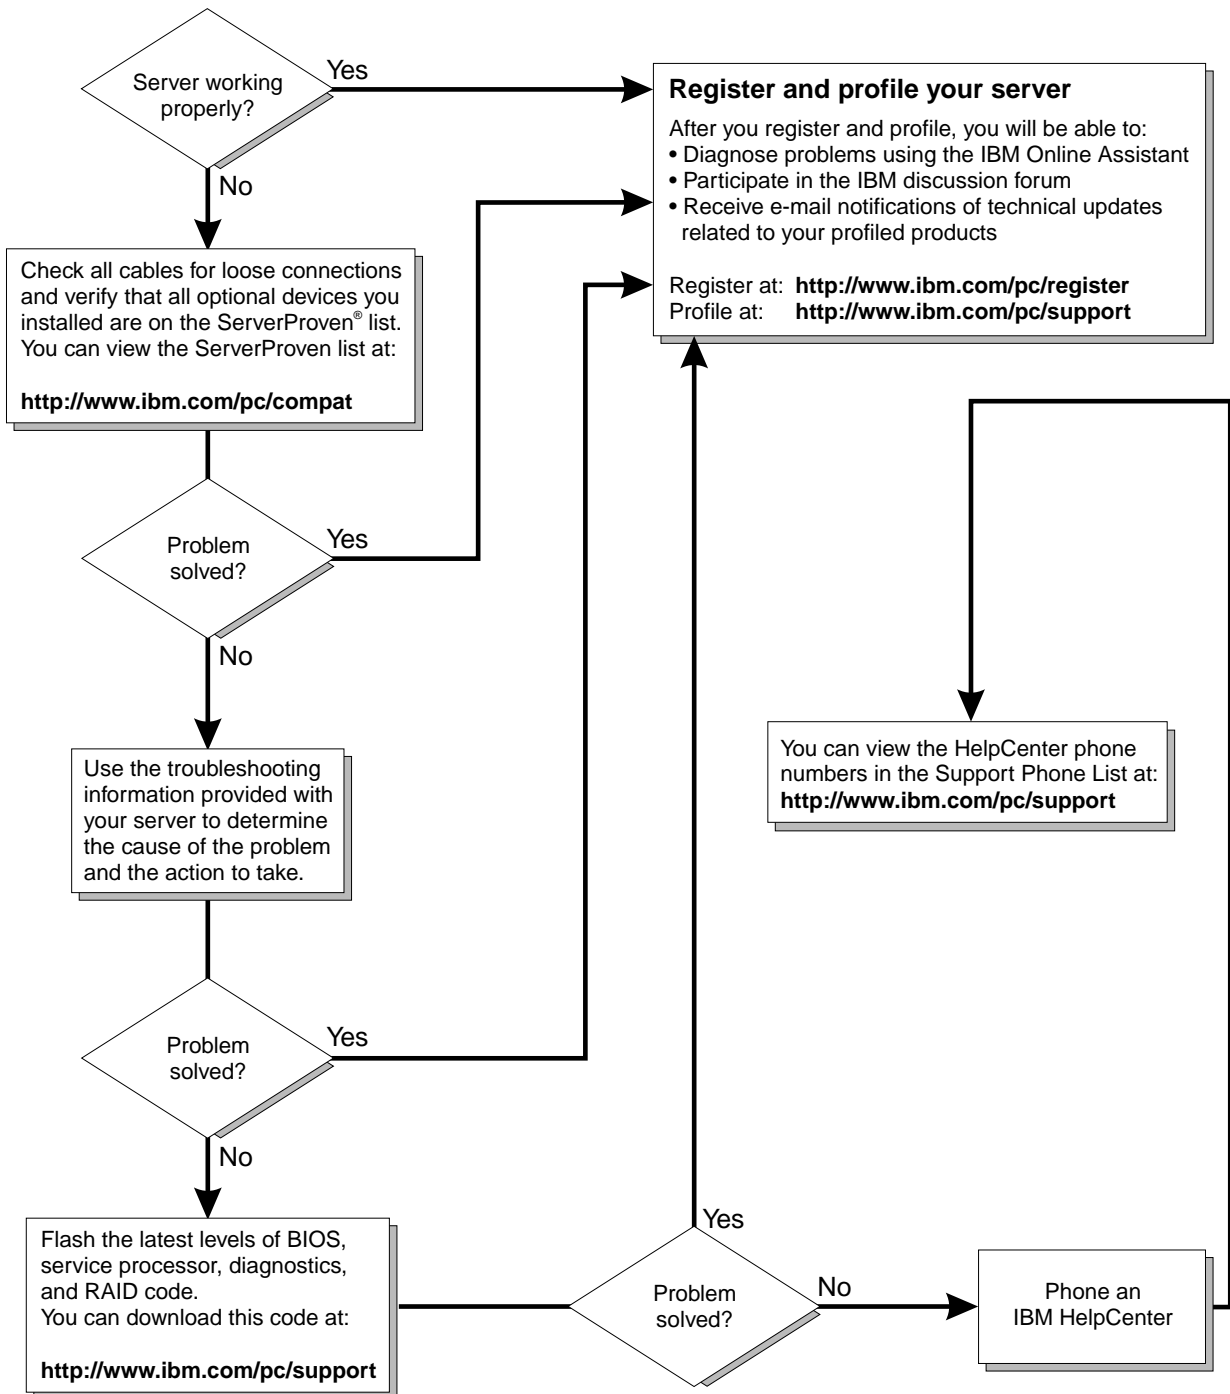 Server working
properly?
Yes
No
Register and profile your server
After you register and profile, you will be able to:
• Diagnose problems using the IBM Online Assistant
• Participate in the IBM discussion forum
• Receive e-mail notifications of technical updates
related to your profiled products
Register at: http://www.ibm.com/pc/register
Profile at: http://www.ibm.com/pc/support
Check all cables for loose connections
and verify that all optional devices you
installed are on the ServerProven® list.
You can view the ServerProven list at:
http://www.ibm.com/pc/compat
Problem
solved?
Yes
No
Use the troubleshooting
information provided with
your server to determine
the cause of the problem
and the action to take.
You can view the HelpCenter phone
numbers in the Support Phone List at:
http://www.ibm.com/pc/support
Problem
solved?
Yes
No
Flash the latest levels of BIOS,
service processor, diagnostics,
and RAID code.
You can download this code at:
http://www.ibm.com/pc/support
Problem
solved?
Yes
No
Phone an
IBM HelpCenter